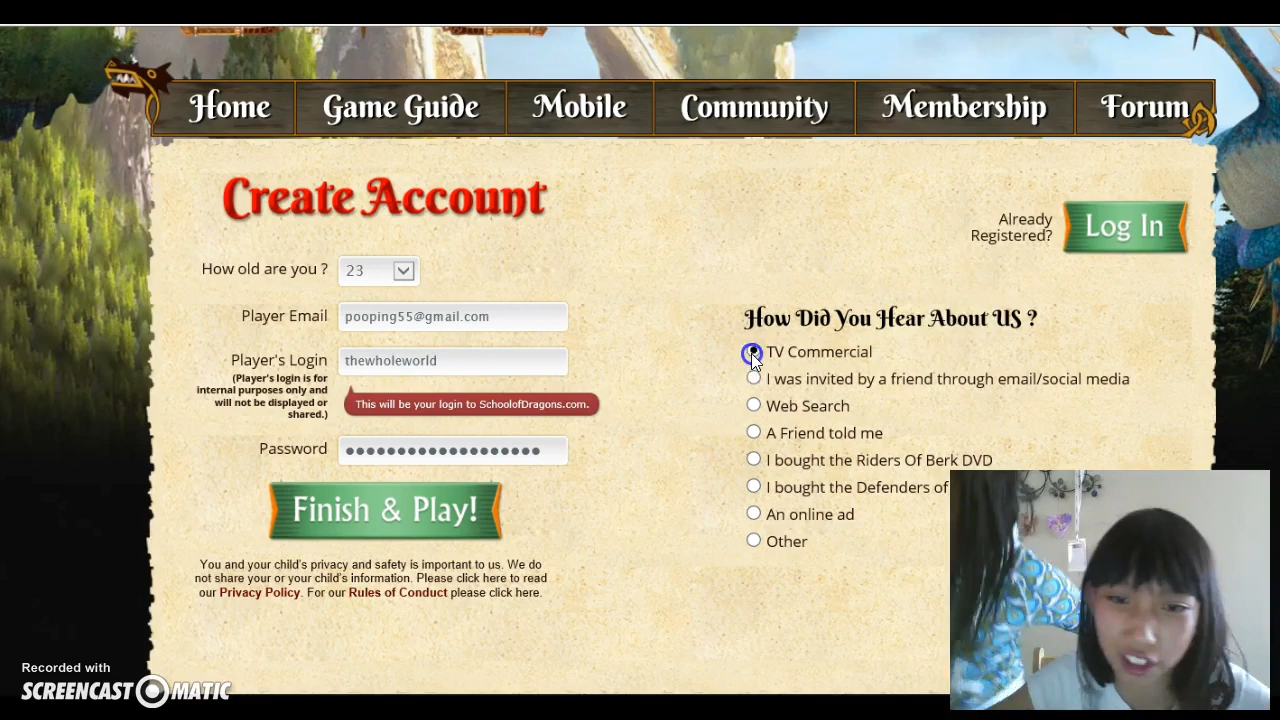 Home Game Guide Mobile Community Membership Forum
Create Account
Already
Registered?
Log In
How old are you ? 23
Player Email pooping55@gmail.com
Player's Login thewholeworld
(Player's login is for
internal purposes only and
will not be displayed or
shared.)
This will be your login to SchoolofDragons.com.
Password ●●●●●●●●●●●●●●●●●●●
Finish & Play!
You and your child's privacy and safety is important to us. We do
not share your or your child's information. Please click here to read
our Privacy Policy. For our Rules of Conduct please click here.
How Did You Hear About US ?
TV Commercial
I was invited by a friend through email/social media
Web Search
A Friend told me
I bought the Riders Of Berk DVD
I bought the Defenders of
An online ad
Other
Recorded with
SCREENCAST-O-MATIC